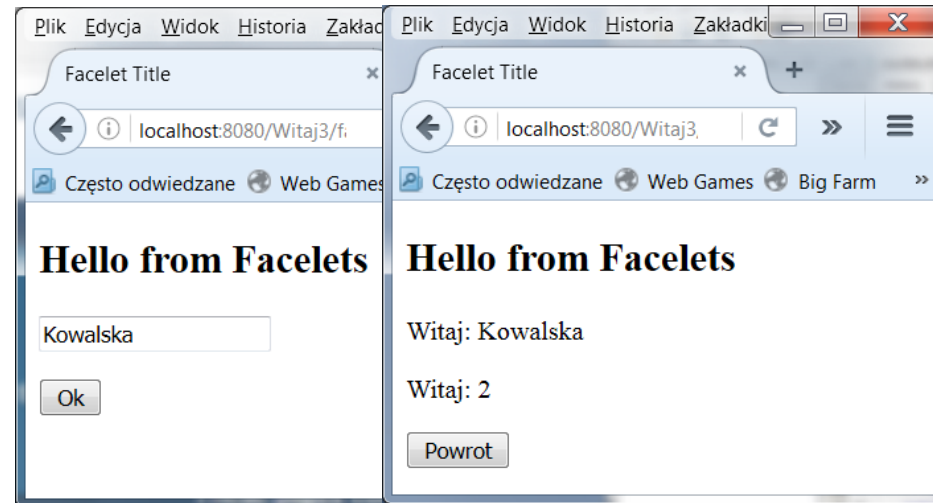 Plik Edycja Widok Historia Zakład
Facelet Title
localhost:8080/Witaj3/fa
Często odwiedzane Web Games
Hello from Facelets
Kowalska
Ok
Plik Edycja Widok Historia Zakładki
Facelet Title
localhost:8080/Witaj3/
Często odwiedzane Web Games Big Farm
Hello from Facelets
Witaj: Kowalska
Witaj: 2
Powrot